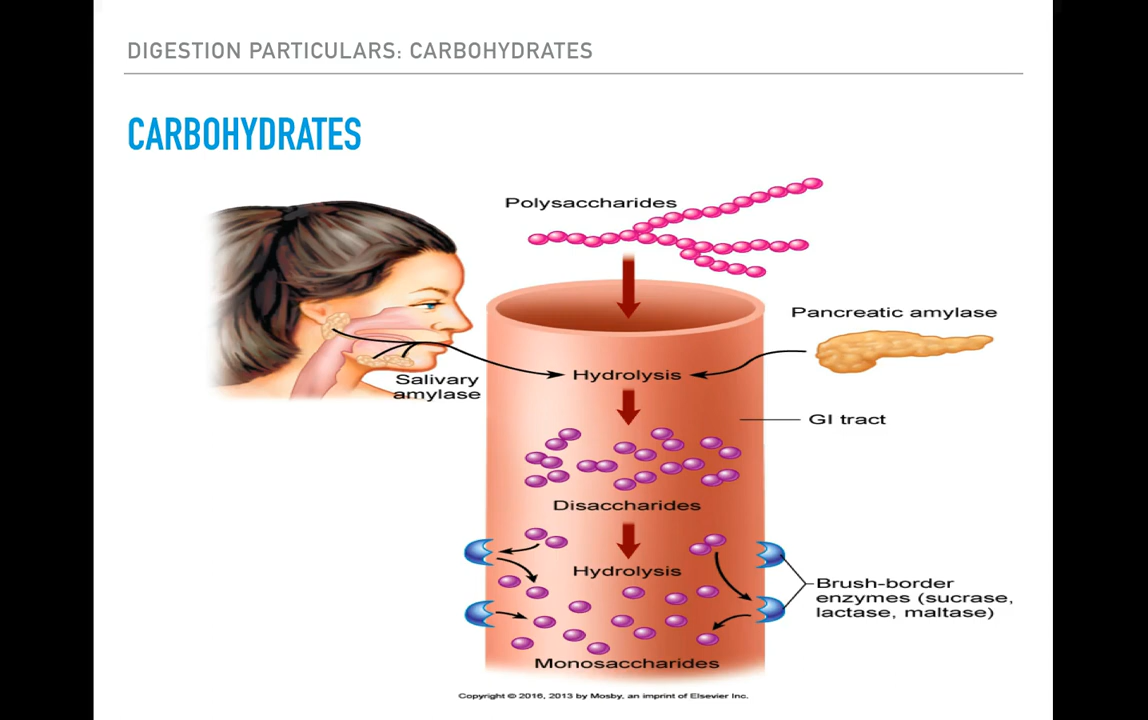 DIGESTION PARTICULARS: CARBOHYDRATES
CARBOHYDRATES
Polysaccharides
Pancreatic amylase
Salivary
amylase
Hydrolysis
GI tract
Disaccharides
Hydrolysis
Brush-border
enzymes (sucrase,
lactase, maltase)
Monosaccharides
Copyright © 2016, 2013 by Mosby, an imprint of Elsevier Inc.